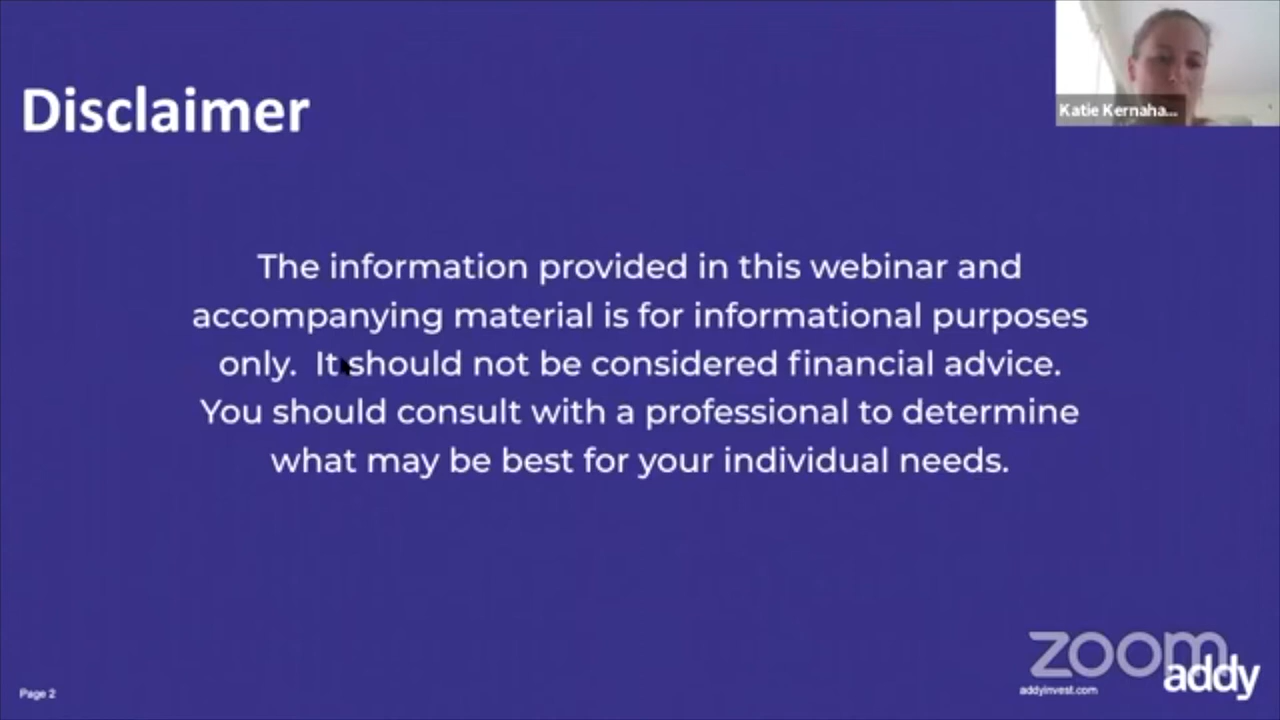 Disclaimer
Katie Kernaha...
The information provided in this webinar and
accompanying material is for informational purposes
only.  It should not be considered financial advice.
You should consult with a professional to determine
what may be best for your individual needs.
zoom
addy
addyinvest.com
Page 2